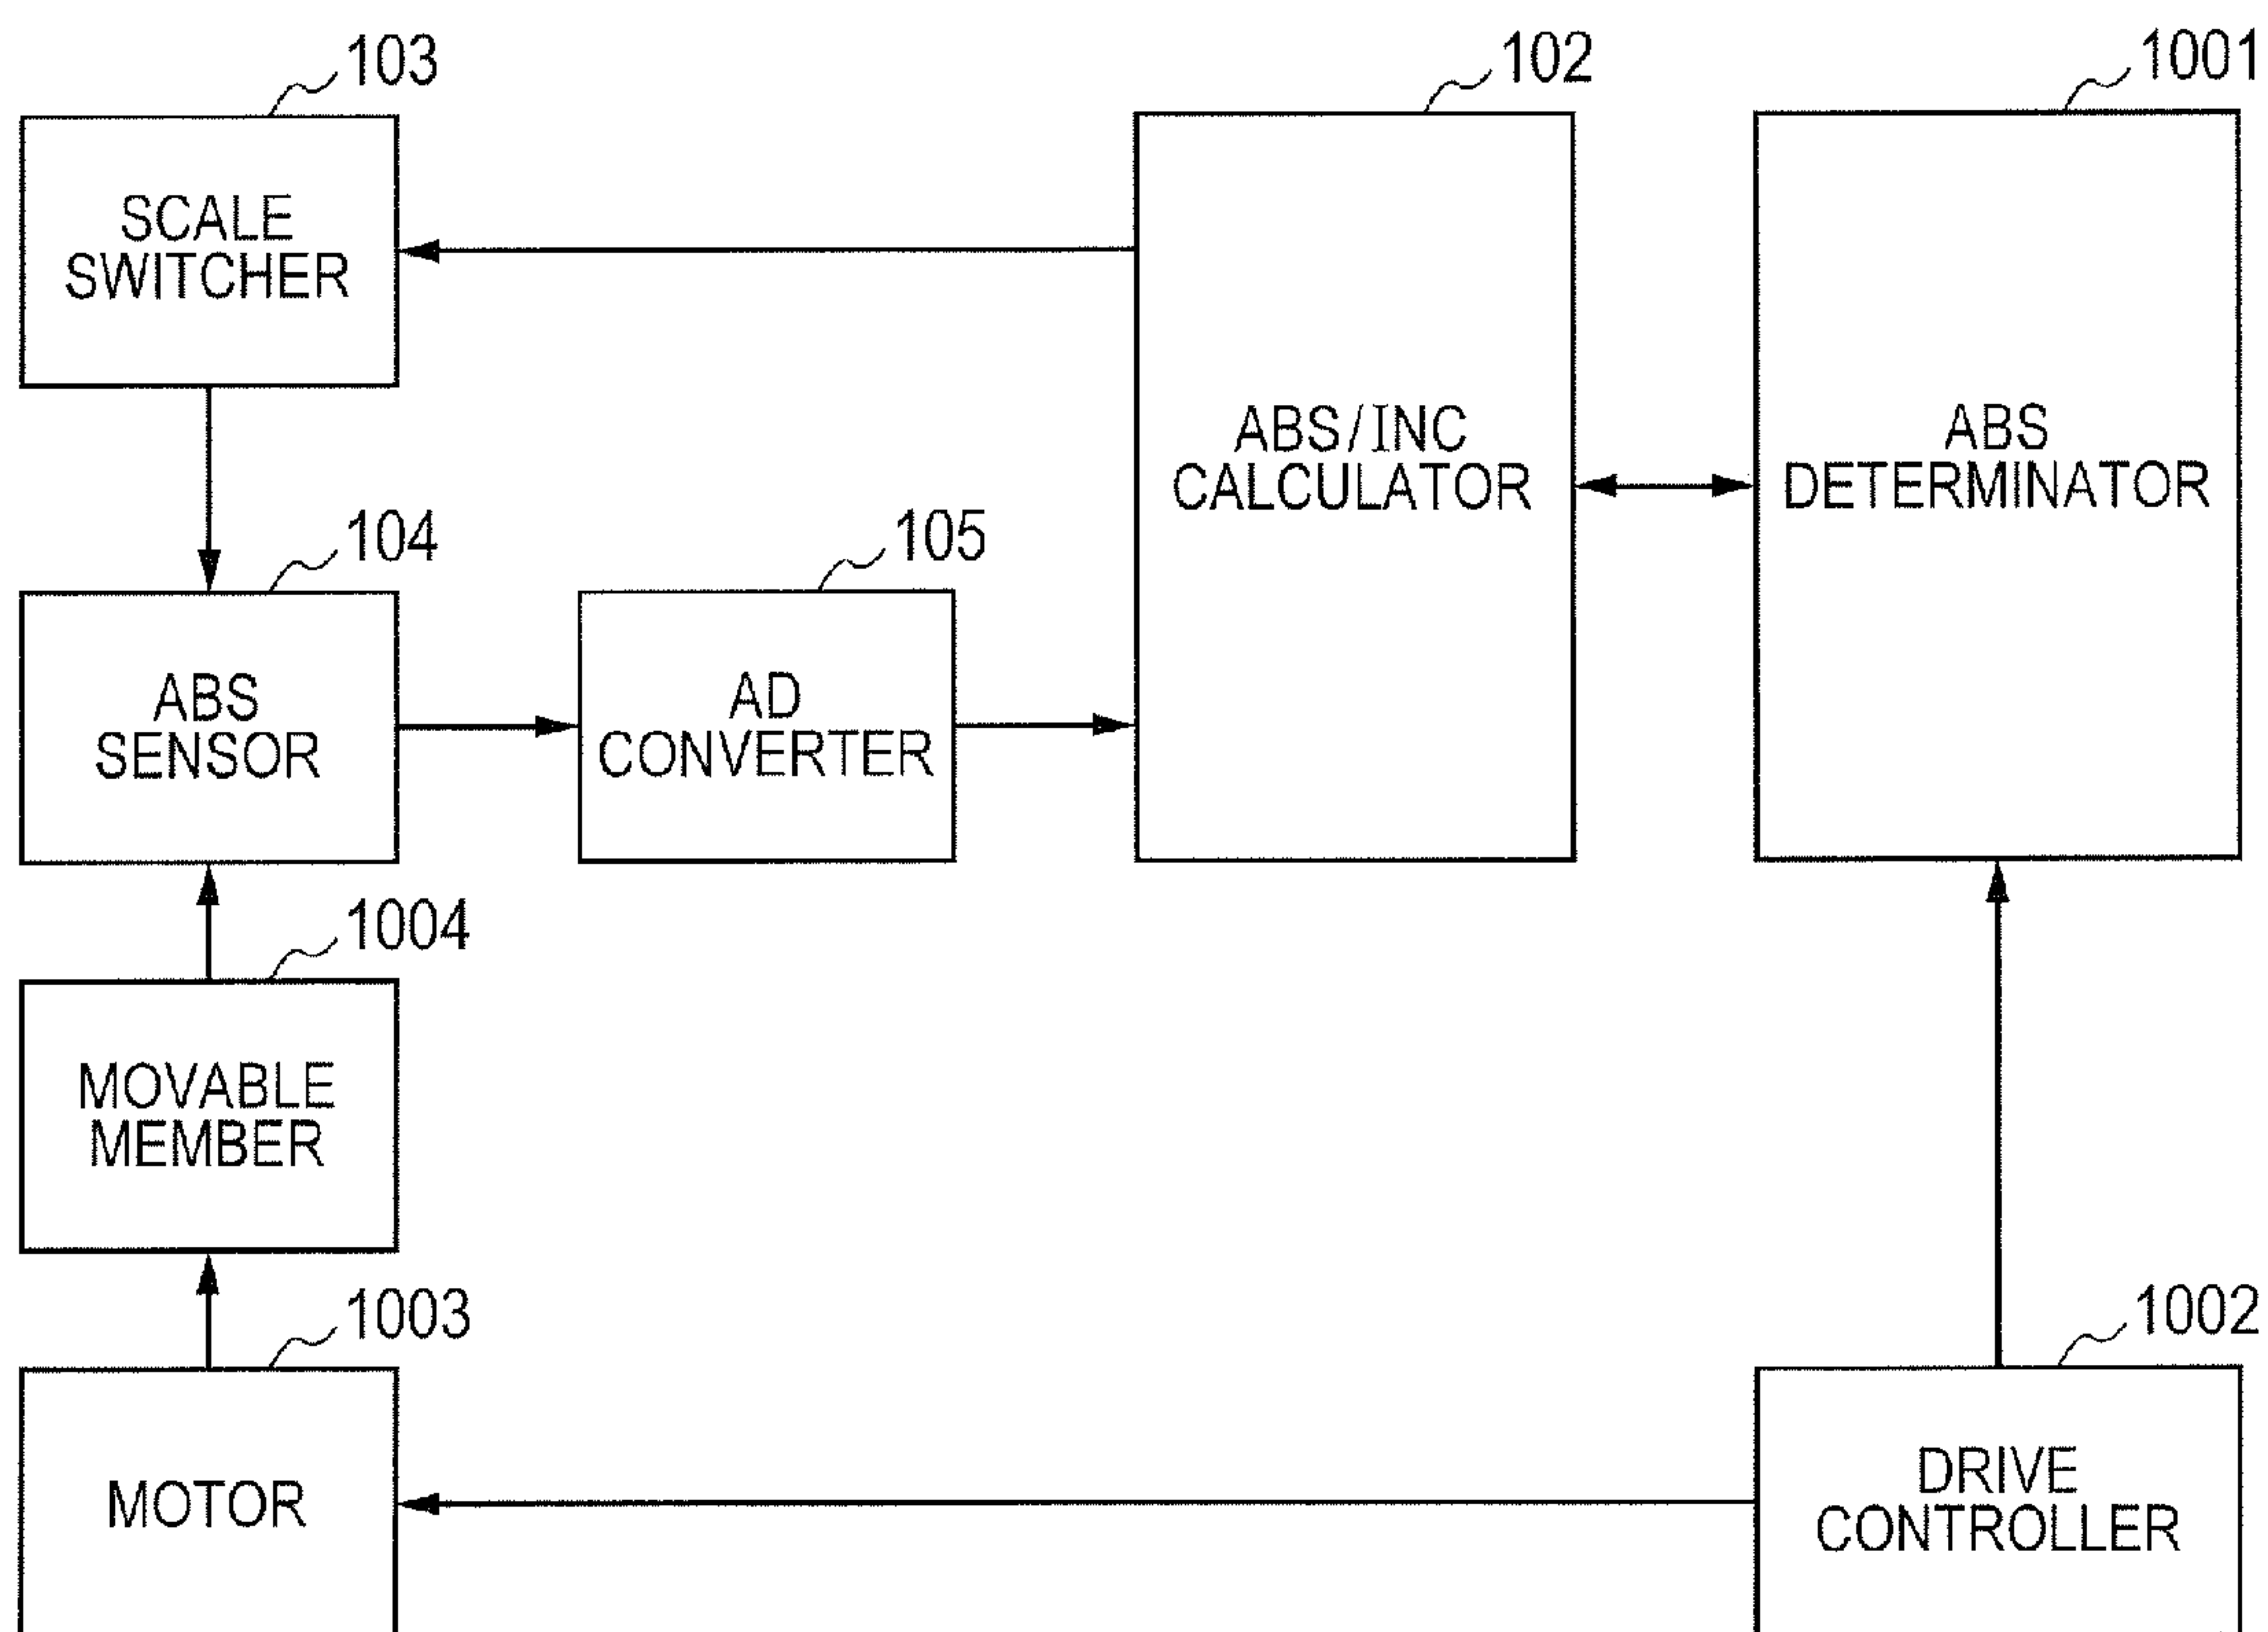 103
102
1001
SCALE
SWITCHER
ABS/INC
CALCULATOR
ABS
DETERMINATOR
104
105
ABS
SENSOR
AD
CONVERTER
1004
MOVABLE
MEMBER
1003
1002
MOTOR
DRIVE
CONTROLLER